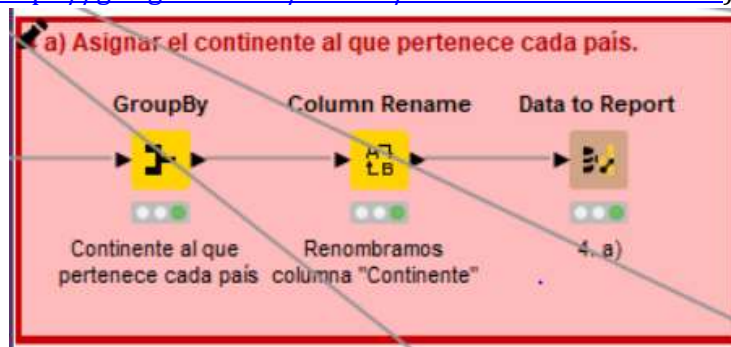 a) Asignar el continente al que pertenece cada país.
GroupBy
Column Rename
Data to Report
Continente al que
pertenece cada país
Renombramos
columna "Continente"
4. a)